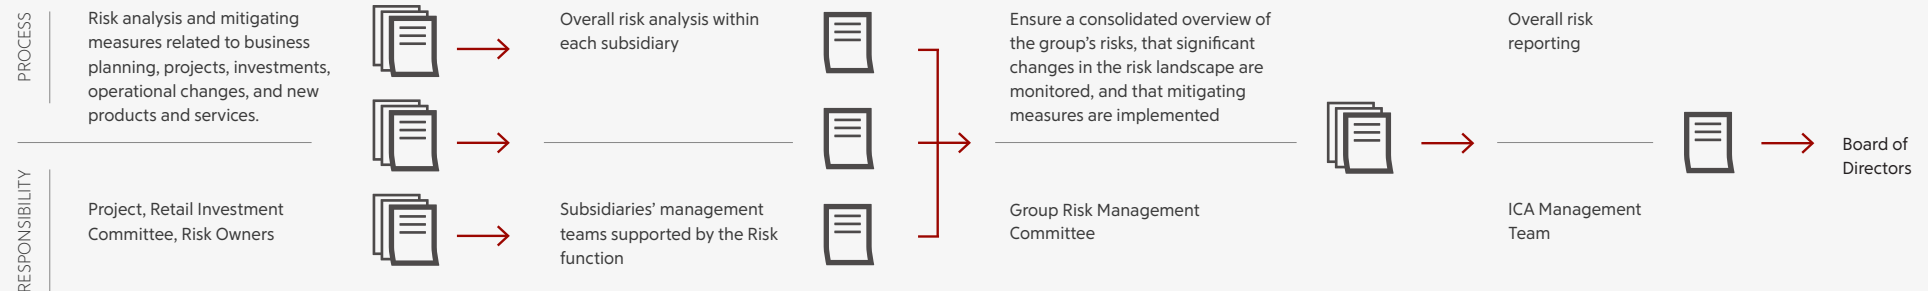 PROCESS
Risk analysis and mitigating
measures related to business
planning, projects, investments,
operational changes, and new
products and services.
Overall risk analysis within
each subsidiary
Ensure a consolidated overview of
the group’s risks, that significant
changes in the risk landscape are
monitored, and that mitigating
measures are implemented
Overall risk
reporting
Board of
Directors
RESPONSIBILITY
Project, Retail Investment
Committee, Risk Owners
Subsidiaries’ management
teams supported by the Risk
function
Group Risk Management
Committee
ICA Management
Team